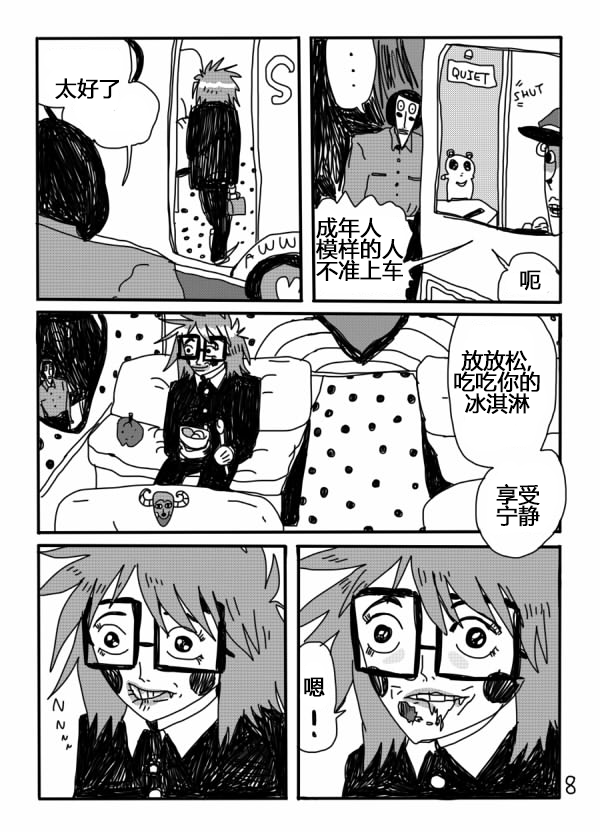 太好了
S
AWW
...
QUIET
SHUT
成年人
模样的人
不准上车
呃
放放松,
吃吃你的
冰淇淋
享受
宁静
NNNN
嗯
!
8